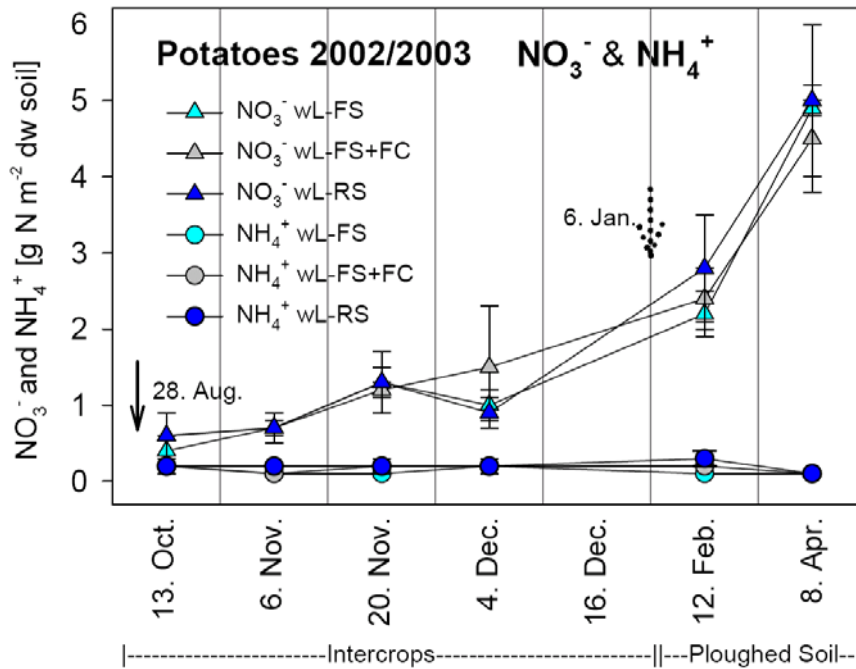 Potatoes 2002/2003 NO₃⁻ & NH₄⁺
NO₃⁻ wL-FS
NO₃⁻ wL-FS+FC
NO₃⁻ wL-RS
NH₄⁺ wL-FS
NH₄⁺ wL-FS+FC
NH₄⁺ wL-RS
NO₃⁻ and NH₄⁺ [g N m⁻² dw soil]
6
5
4
3
2
1
0
28. Aug.
6. Jan.
13. Oct.
6. Nov.
20. Nov.
4. Dec.
16. Dec.
12. Feb.
8. Apr.
|--------------------Intercrops----------------------||---Ploughed Soil--